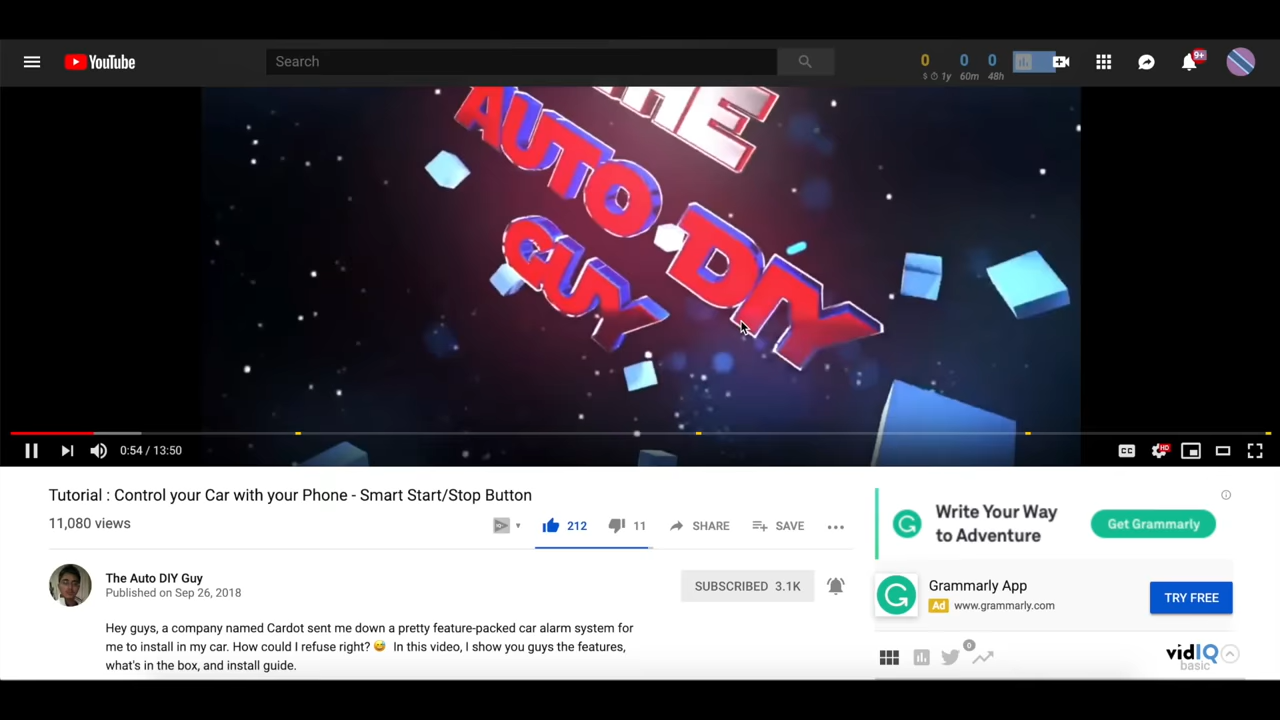 YouTube
Search
0 0 0
$ 1y 60m 48h
9+
THE
AUTO DIY
GUY
0:54 / 13:50
CC
HD
Tutorial : Control your Car with your Phone - Smart Start/Stop Button
11,080 views
212 11 SHARE SAVE
The Auto DIY Guy
Published on Sep 26, 2018
SUBSCRIBED 3.1K
Hey guys, a company named Cardot sent me down a pretty feature-packed car alarm system for
me to install in my car. How could I refuse right? 😅 In this video, I show you guys the features,
what's in the box, and install guide.
Write Your Way
to Adventure
Get Grammarly
Grammarly App
Ad www.grammarly.com
TRY FREE
0
vidIQ
basic